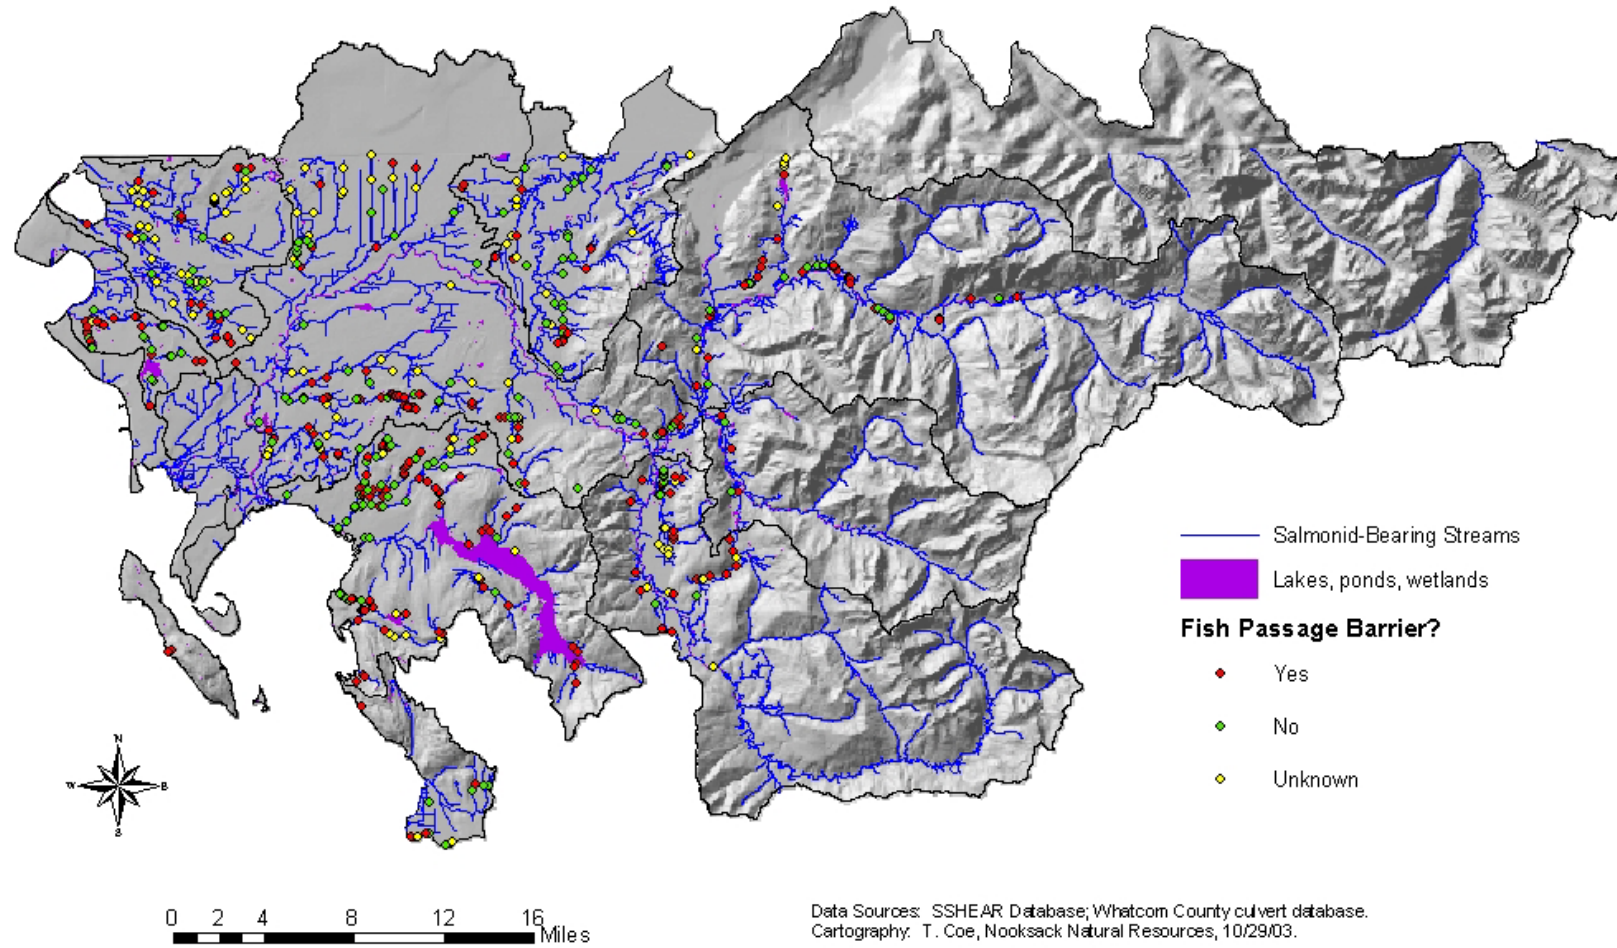 Salmonid-Bearing Streams
Lakes, ponds, wetlands
Fish Passage Barrier?
Yes
No
Unknown
N
W E
S
0 2 4 8 12 16
Miles
Data Sources: SSHEAR Database; Whatcom County culvert database.
Cartography: T. Coe, Nooksack Natural Resources, 10/29/03.